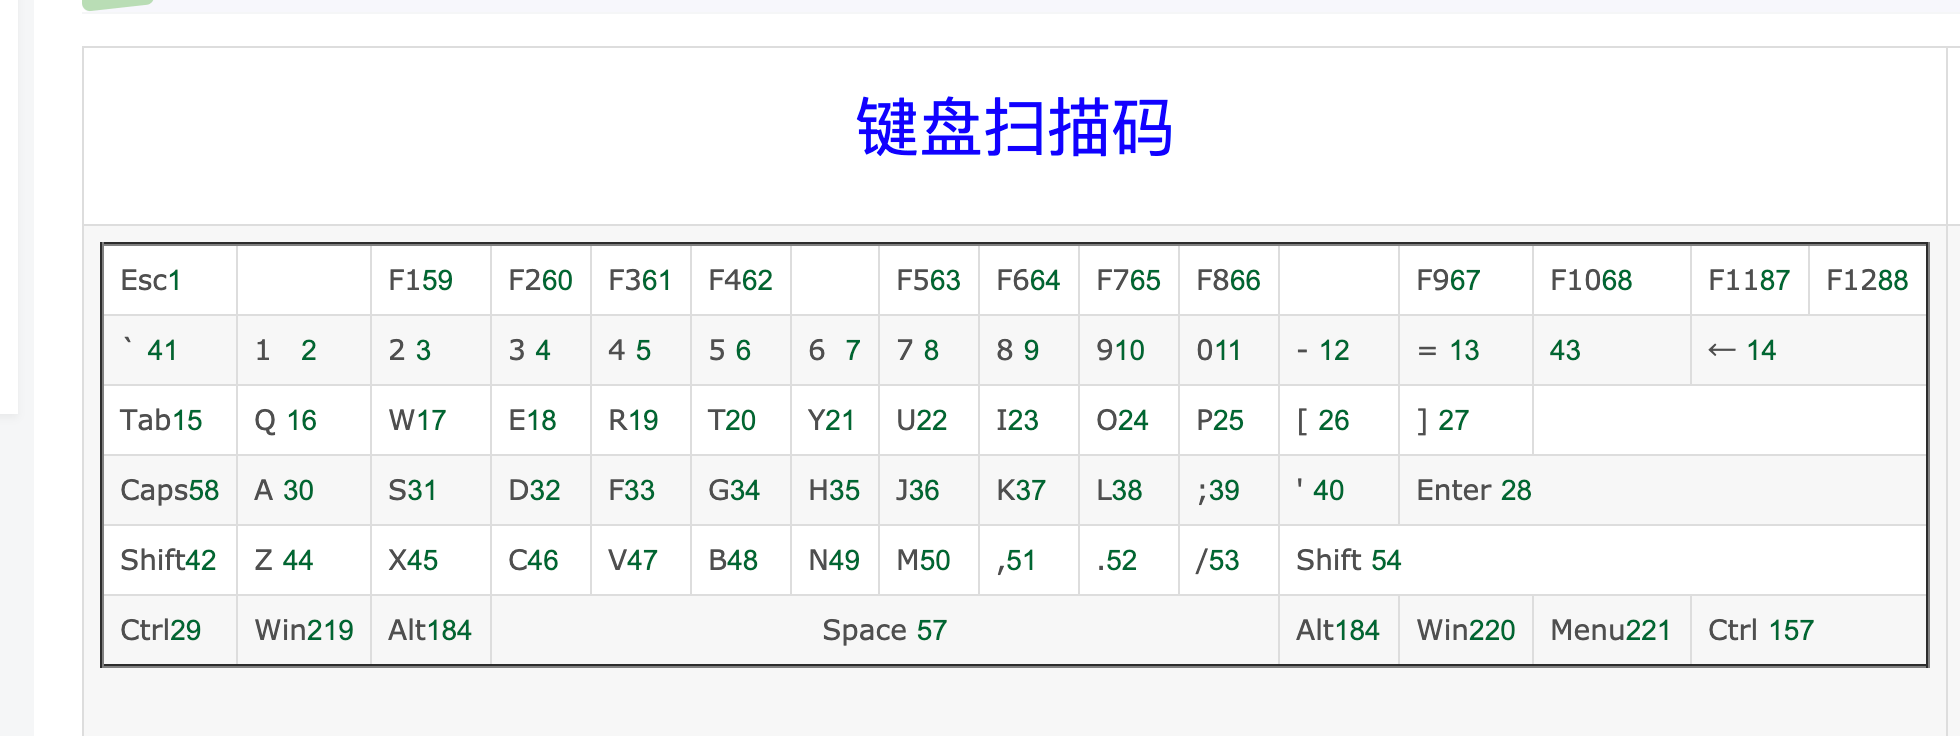 键盘扫描码
Esc1 F159 F260 F361 F462 F563 F664 F765 F866 F967 F1068 F1187 F1288
` 41 1 2 2 3 3 4 4 5 5 6 6 7 7 8 8 9 910 011 - 12 = 13 43 ← 14
Tab15 Q 16 W17 E18 R19 T20 Y21 U22 I23 O24 P25 [ 26 ] 27
Caps58 A 30 S31 D32 F33 G34 H35 J36 K37 L38 ;39 ' 40 Enter 28
Shift42 Z 44 X45 C46 V47 B48 N49 M50 ,51 .52 /53 Shift 54
Ctrl29 Win219 Alt184 Space 57 Alt184 Win220 Menu221 Ctrl 157